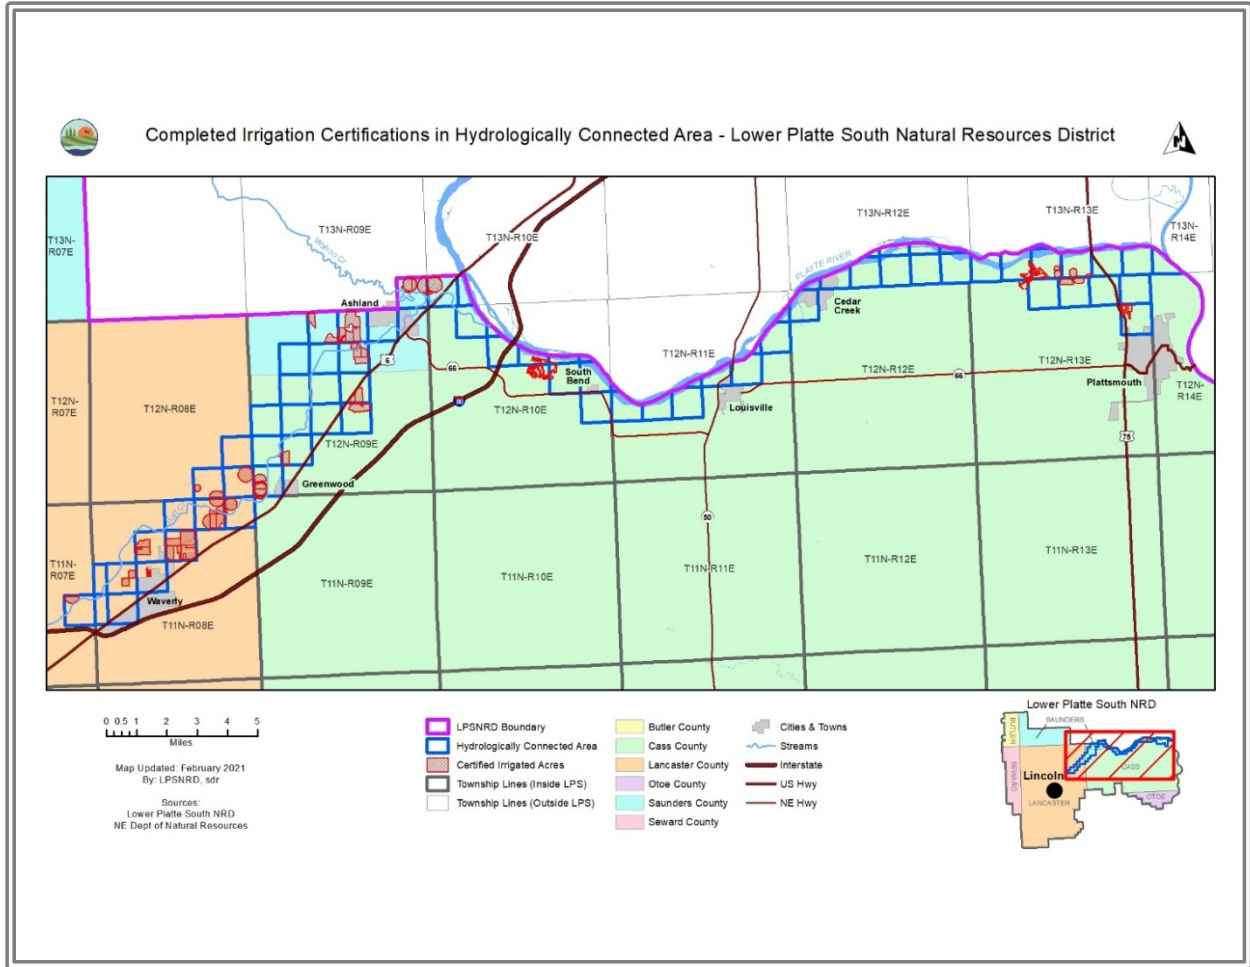 Completed Irrigation Certifications in Hydrologically Connected Area - Lower Platte South Natural Resources District
N
T13N-
R07E
T13N-R09E
Wahoo Cr
T13N-R10E
PLATTE RIVER
T13N-R12E
T13N-R13E
T13N-
R14E
Ashland
6
66
80
South
Bend
T12N-R11E
Cedar
Creek
T12N-R12E
66
T12N-R13E
Plattsmouth
T12N-
R14E
75
T12N-
R07E
T12N-R08E
T12N-R09E
T12N-R10E
Louisville
Greenwood
50
T11N-
R07E
Waverly
T11N-R08E
T11N-R09E
T11N-R10E
T11N-R11E
T11N-R12E
T11N-R13E
0 0.5 1 2 3 4 5
Miles
Map Updated: February 2021
By: LPSNRD, sdr
Sources:
Lower Platte South NRD
NE Dept of Natural Resources
LPSNRD Boundary
Hydrologically Connected Area
Certified Irrigated Acres
Township Lines (Inside LPS)
Township Lines (Outside LPS)
Butler County
Cass County
Lancaster County
Otoe County
Saunders County
Seward County
Cities & Towns
Streams
Interstate
US Hwy
NE Hwy
Lower Platte South NRD
BUTLER
SAUNDERS
SEWARD
CASS
Lincoln
LANCASTER
OTOE